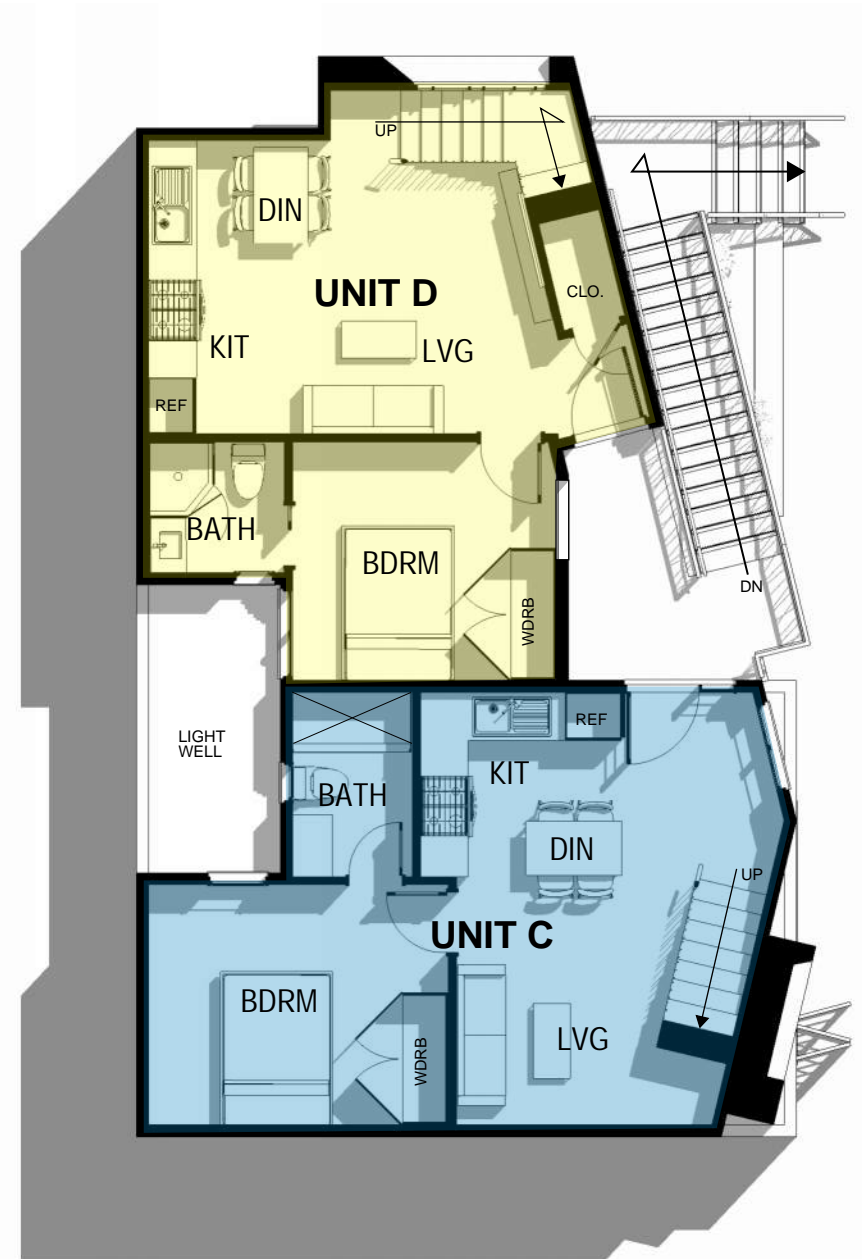 UP
DIN
UNIT D
CLO.
KIT
LVG
REF
BATH
BDRM
DN
WDRB
LIGHT
WELL
REF
KIT
BATH
DIN
UP
UNIT C
BDRM
LVG
WDRB